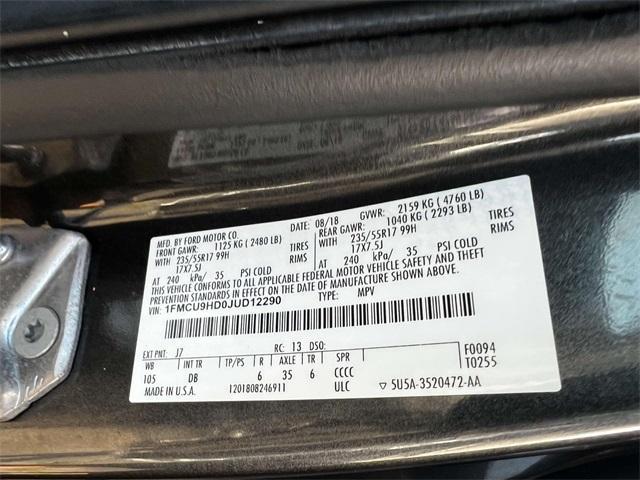 MFD. BY FORD MOTOR CO. DATE: 08/18 GVWR: 2159 KG ( 4760 LB)
FRONT GAWR: 1125 KG ( 2480 LB) REAR GAWR: 1040 KG ( 2293 LB)
WITH 235/55R17 99H TIRES WITH 235/55R17 99H TIRES
17X7.5J RIMS 17X7.5J RIMS
AT 240 kPa/ 35 PSI COLD AT 240 kPa/ 35 PSI COLD
THIS VEHICLE CONFORMS TO ALL APPLICABLE FEDERAL MOTOR VEHICLE SAFETY AND THEFT
PREVENTION STANDARDS IN EFFECT ON THE DATE OF MANUFACTURE SHOWN ABOVE.
VIN: 1FMCU9HD0JUD12290 TYPE: MPV
EXT PNT: J7 RC: 13 DSO: F0094
WB INT TR TP/PS R AXLE TR SPR T0255
105 DB 6 35 6 CCCC
MADE IN U.S.A. 1201808246911 ULC ▽ 5U5A-3520472-AA